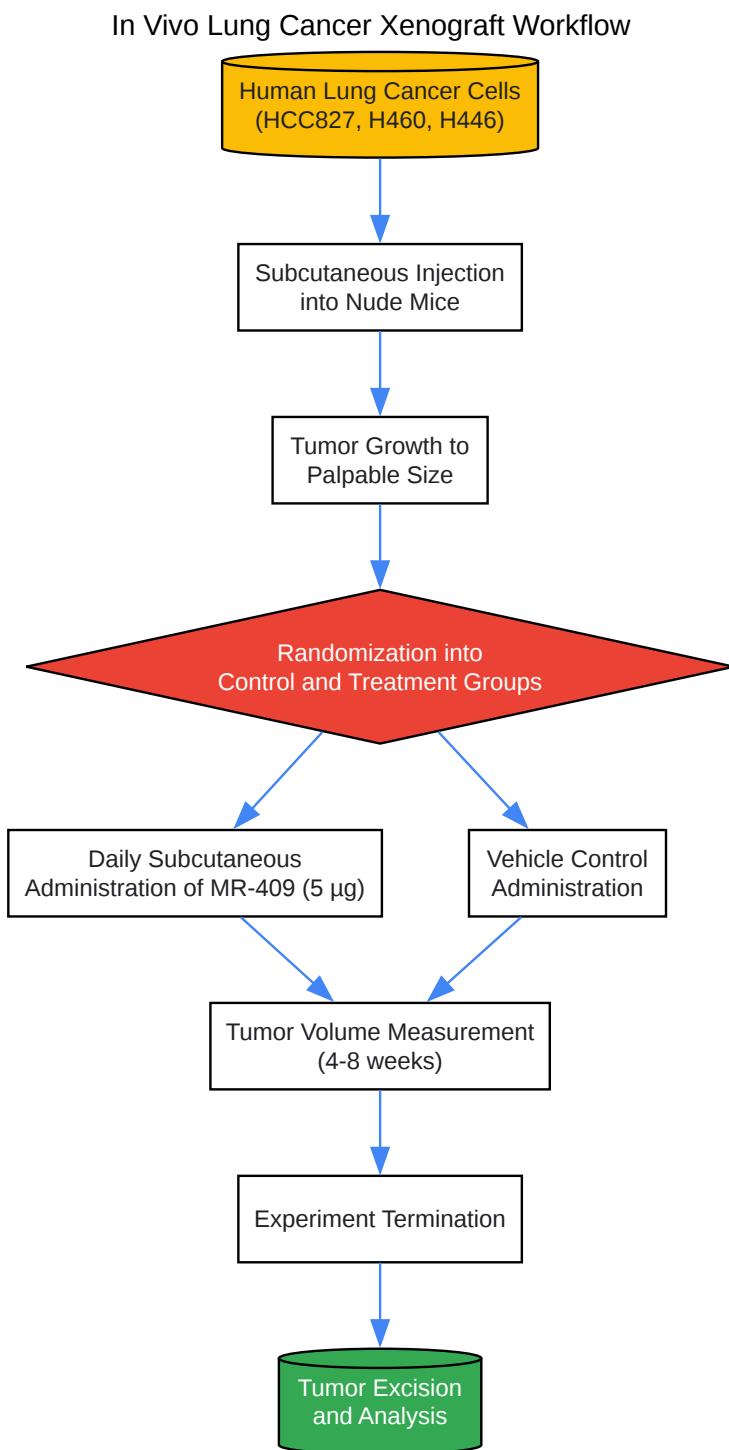 In Vivo Lung Cancer Xenograft Workflow
Human Lung Cancer Cells
(HCC827, H460, H446)
Subcutaneous Injection
into Nude Mice
Tumor Growth to
Palpable Size
Randomization into
Control and Treatment Groups
Daily Subcutaneous
Administration of MR-409 (5 µg)
Vehicle Control
Administration
Tumor Volume Measurement
(4-8 weeks)
Experiment Termination
Tumor Excision
and Analysis